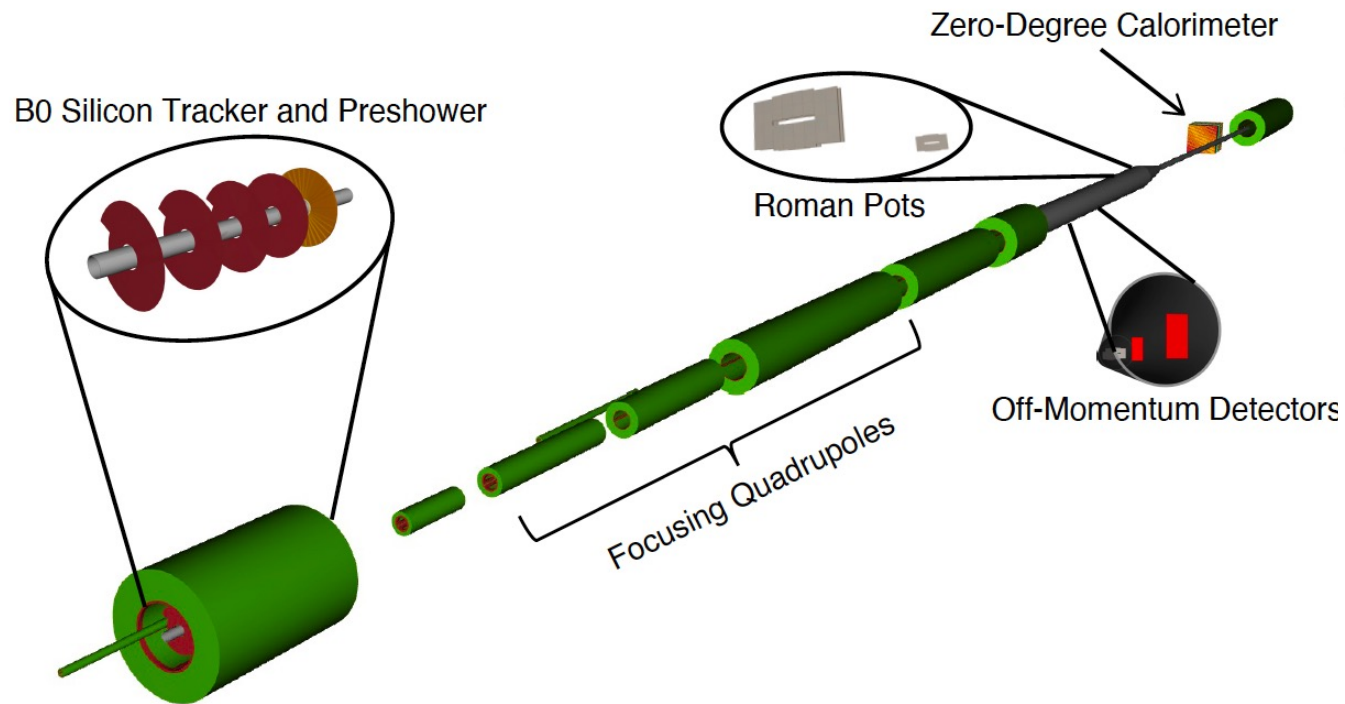 Zero-Degree Calorimeter
B0 Silicon Tracker and Preshower
Roman Pots
Off-Momentum Detectors
Focusing Quadrupoles